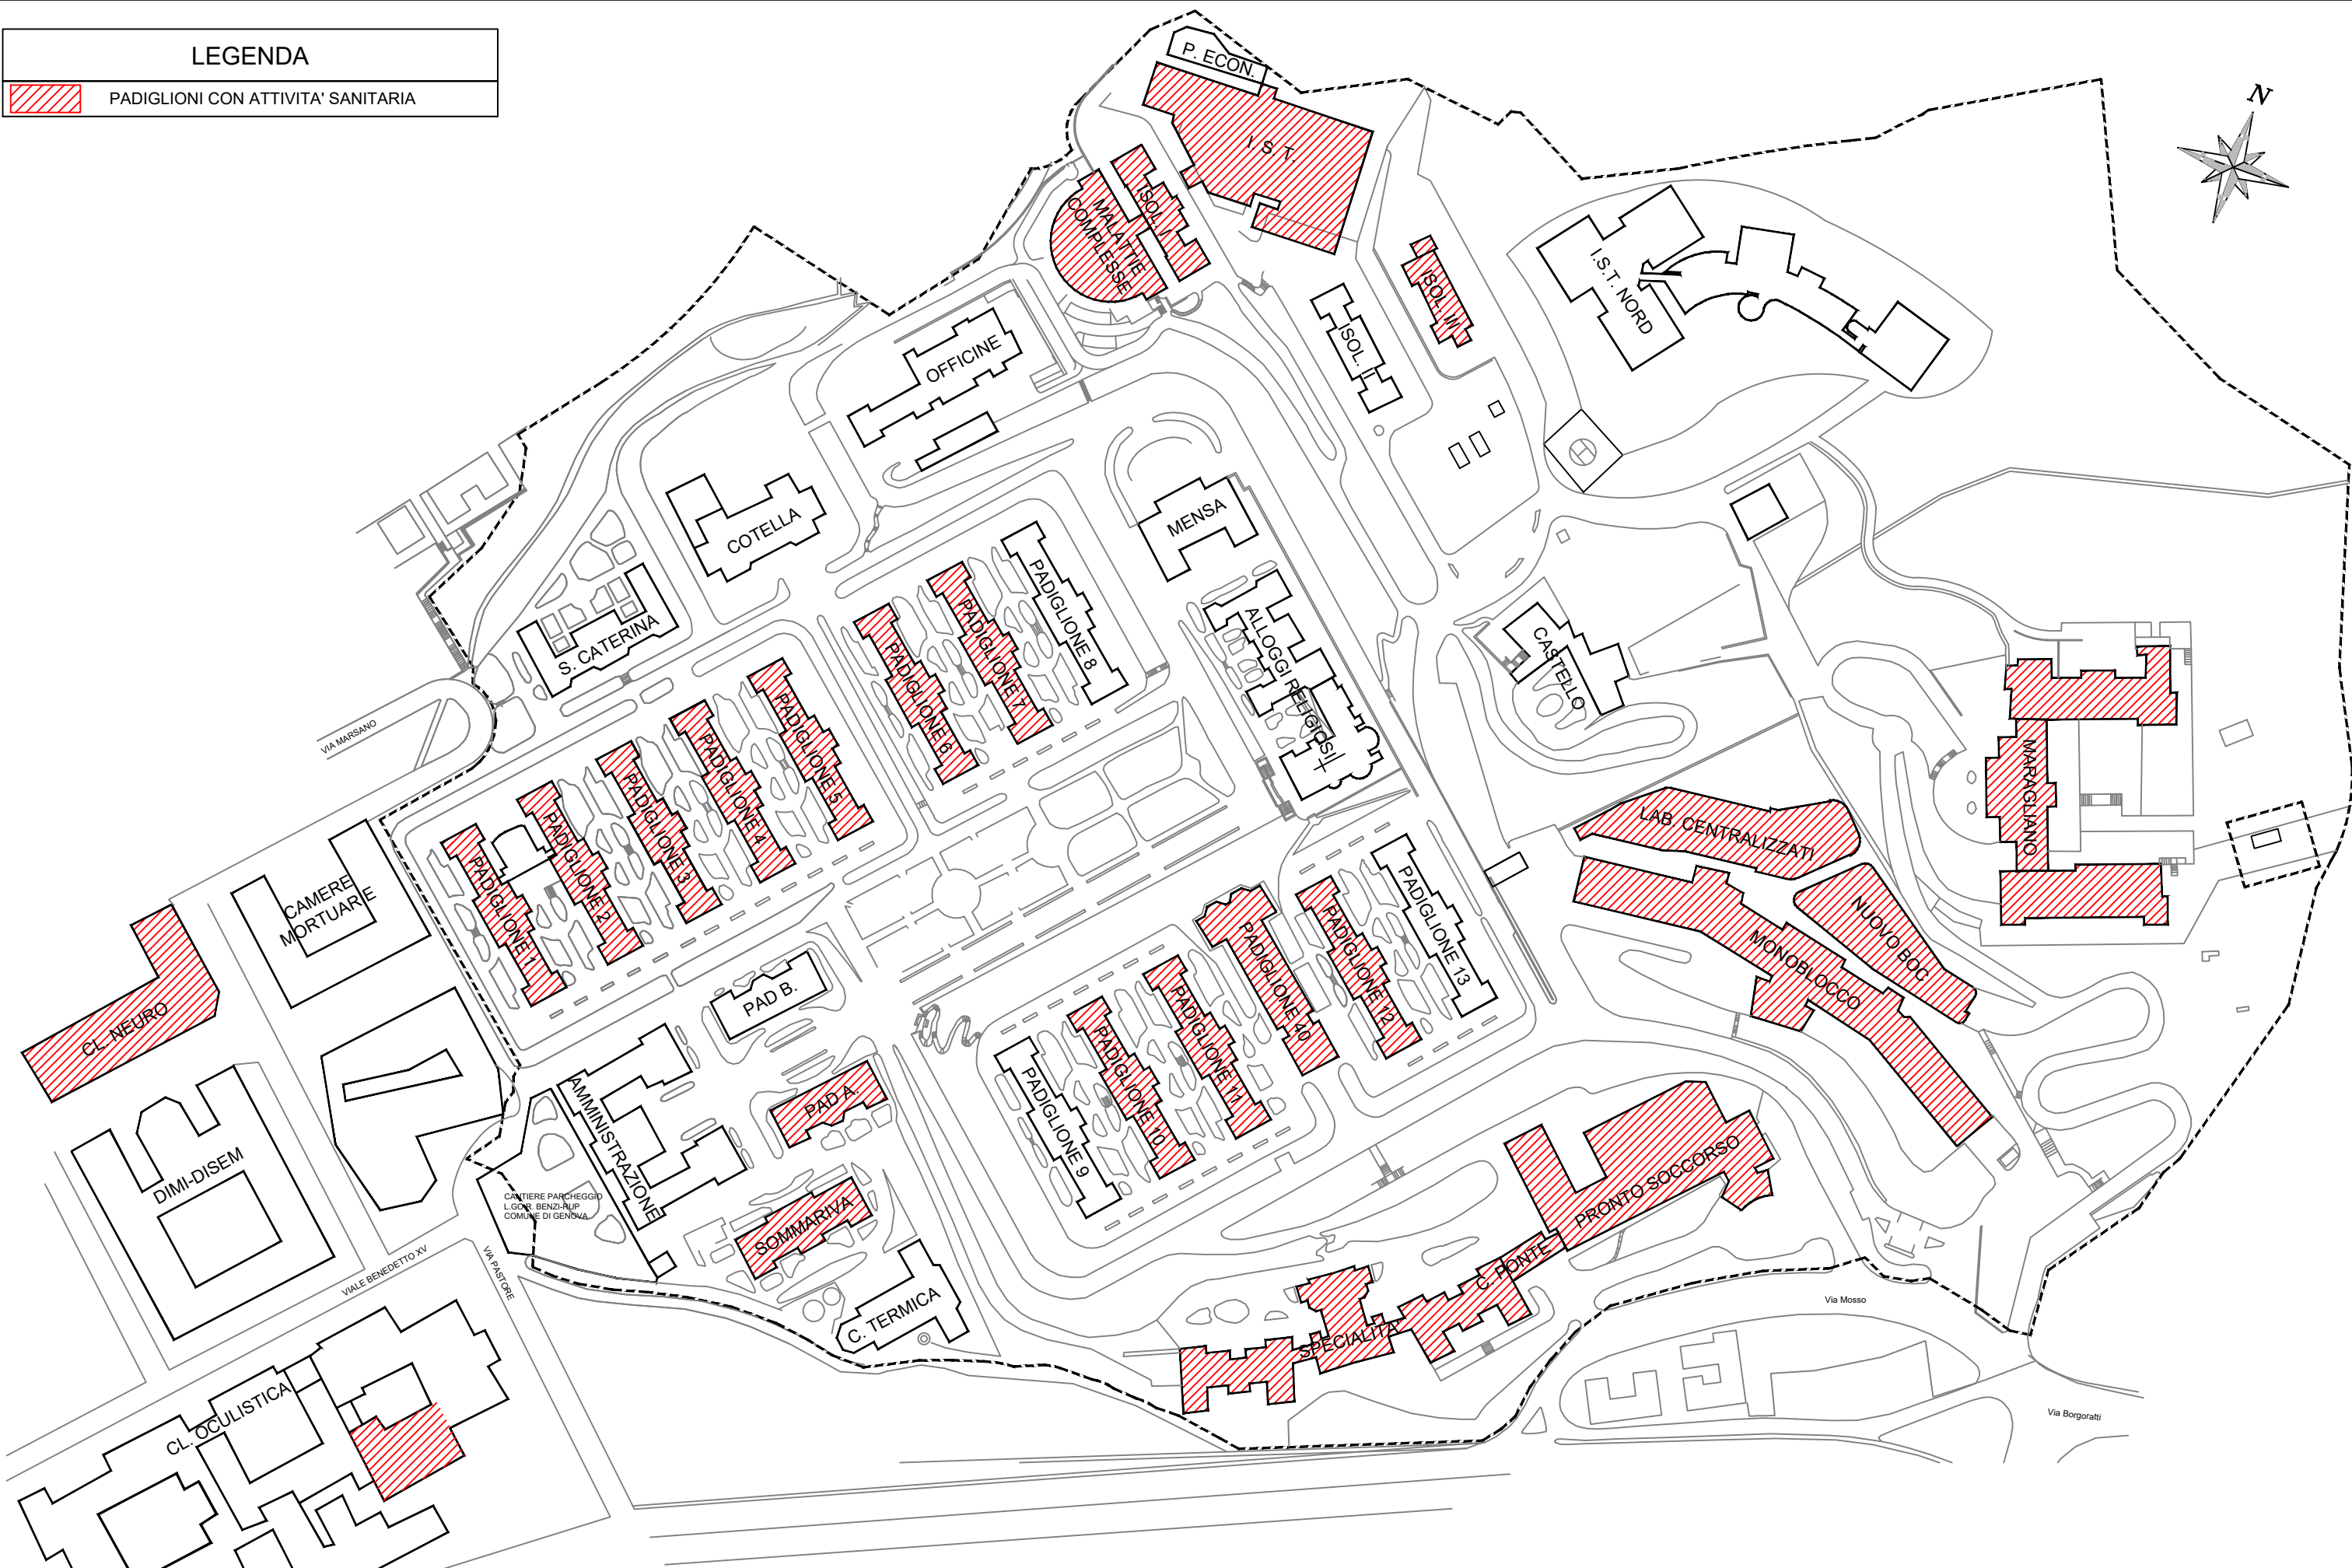 LEGENDA
PADIGLIONI CON ATTIVITA' SANITARIA
N
P. ECON.
I. S. T.
ISOL. I
MALATTIE
COMPLESSE
ISOL. III
ISOL. II
I.S.T. NORD
OFFICINE
COTELLA
MENSA
S. CATERINA
PADIGLIONE 8
PADIGLIONE 7
PADIGLIONE 6
PADIGLIONE 5
PADIGLIONE 4
PADIGLIONE 3
PADIGLIONE 2
PADIGLIONE 1
ALLOGGI RELIGIOSI
CASTELLO
MARAGLIANO
LAB. CENTRALIZZATI
NUOVO BOC
MONOBLOCCO
VIA MARSANO
CAMERE
MORTUARIE
CL. NEURO
PAD B.
PADIGLIONE 13
PADIGLIONE 12
PADIGLIONE 40
PADIGLIONE 11
PADIGLIONE 10
PADIGLIONE 9
PAD A.
AMMINISTRAZIONE
DIMI-DISEM
CANTIERE PARCHEGGIO
L.GO R. BENZI-RUP
COMUNE DI GENOVA
SOMMARIVA
PRONTO SOCCORSO
C. PONTE
SPECIALITA'
C. TERMICA
VIALE BENEDETTO XV
VIA PASTORE
CL. OCULISTICA
Via Mosso
Via Borgoratti